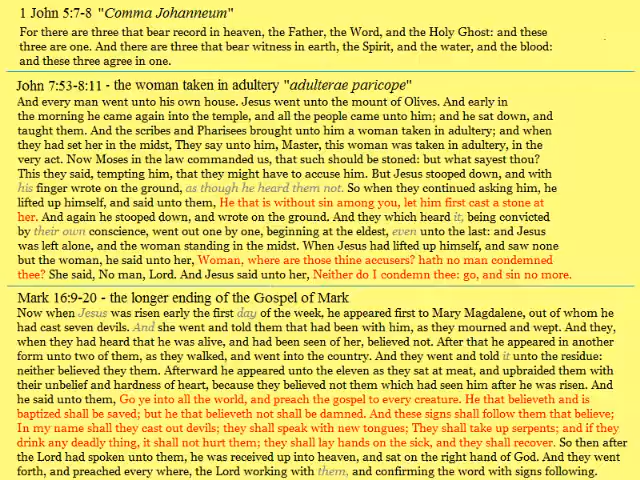 1 John 5:7-8 "Comma Johanneum"
For there are three that bear record in heaven, the Father, the Word, and the Holy Ghost: and these
three are one. And there are three that bear witness in earth, the Spirit, and the water, and the blood:
and these three agree in one.
John 7:53-8:11 - the woman taken in adultery "adulterae paricope"
And every man went unto his own house. Jesus went unto the mount of Olives. And early in
the morning he came again into the temple, and all the people came unto him; and he sat down, and
taught them. And the scribes and Pharisees brought unto him a woman taken in adultery; and when
they had set her in the midst, They say unto him, Master, this woman was taken in adultery, in the
very act. Now Moses in the law commanded us, that such should be stoned: but what sayest thou?
This they said, tempting him, that they might have to accuse him. But Jesus stooped down, and with
his finger wrote on the ground, as though he heard them not. So when they continued asking him, he
lifted up himself, and said unto them, He that is without sin among you, let him first cast a stone at
her. And again he stooped down, and wrote on the ground. And they which heard it, being convicted
by their own conscience, went out one by one, beginning at the eldest, even unto the last: and Jesus
was left alone, and the woman standing in the midst. When Jesus had lifted up himself, and saw none
but the woman, he said unto her, Woman, where are those thine accusers? hath no man condemned
thee? She said, No man, Lord. And Jesus said unto her, Neither do I condemn thee: go, and sin no more.
Mark 16:9-20 - the longer ending of the Gospel of Mark
Now when Jesus was risen early the first day of the week, he appeared first to Mary Magdalene, out of whom he
had cast seven devils. And she went and told them that had been with him, as they mourned and wept. And they,
when they had heard that he was alive, and had been seen of her, believed not. After that he appeared in another
form unto two of them, as they walked, and went into the country. And they went and told it unto the residue:
neither believed they them. Afterward he appeared unto the eleven as they sat at meat, and upbraided them with
their unbelief and hardness of heart, because they believed not them which had seen him after he was risen. And
he said unto them, Go ye into all the world, and preach the gospel to every creature. He that believeth and is
baptized shall be saved; but he that believeth not shall be damned. And these signs shall follow them that believe;
In my name shall they cast out devils; they shall speak with new tongues; They shall take up serpents; and if they
drink any deadly thing, it shall not hurt them; they shall lay hands on the sick, and they shall recover. So then after
the Lord had spoken unto them, he was received up into heaven, and sat on the right hand of God. And they went
forth, and preached every where, the Lord working with them, and confirming the word with signs following.